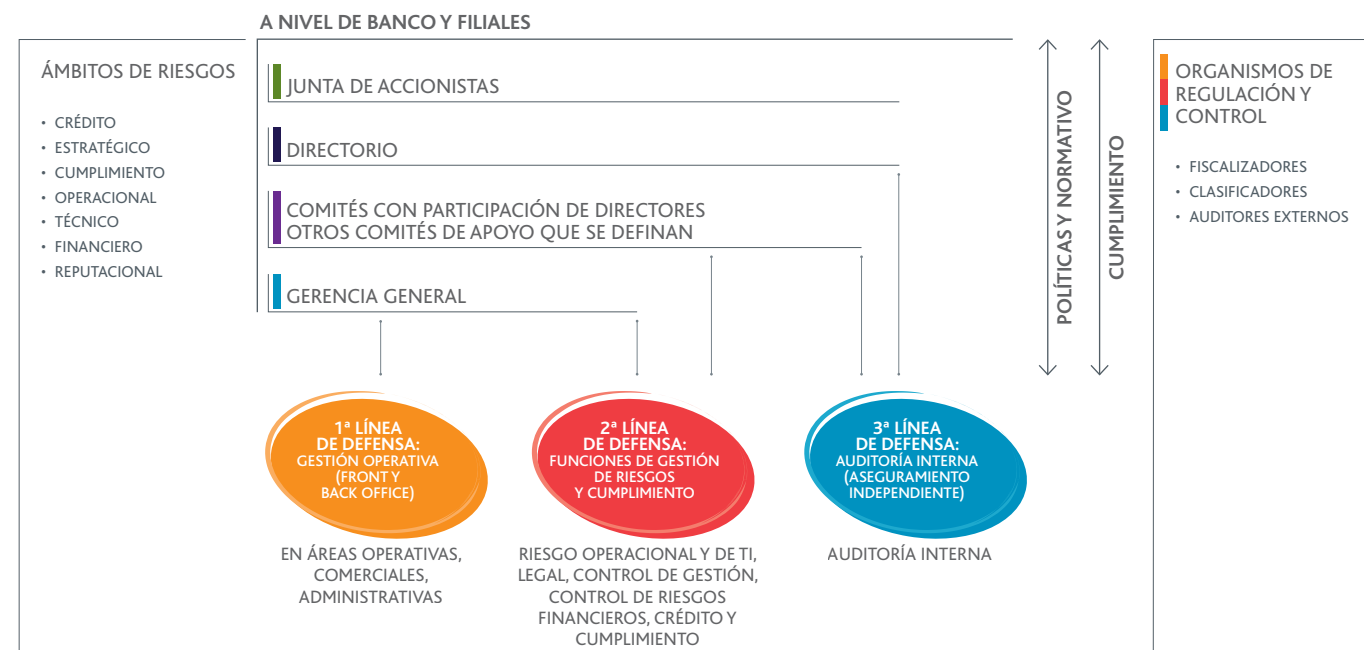 A NIVEL DE BANCO Y FILIALES
ÁMBITOS DE RIESGOS
• CRÉDITO
• ESTRATÉGICO
• CUMPLIMIENTO
• OPERACIONAL
• TÉCNICO
• FINANCIERO
• REPUTACIONAL
JUNTA DE ACCIONISTAS
DIRECTORIO
COMITÉS CON PARTICIPACIÓN DE DIRECTORES
OTROS COMITÉS DE APOYO QUE SE DEFINAN
GERENCIA GENERAL
POLÍTICAS Y NORMATIVO
CUMPLIMIENTO
ORGANISMOS DE
REGULACIÓN Y
CONTROL
• FISCALIZADORES
• CLASIFICADORES
• AUDITORES EXTERNOS
1ª LÍNEA
DE DEFENSA:
GESTIÓN OPERATIVA
(FRONT Y
BACK OFFICE)
EN ÁREAS OPERATIVAS,
COMERCIALES,
ADMINISTRATIVAS
2ª LÍNEA
DE DEFENSA:
FUNCIONES DE GESTIÓN
DE RIESGOS
Y CUMPLIMIENTO
RIESGO OPERACIONAL Y DE TI,
LEGAL, CONTROL DE GESTIÓN,
CONTROL DE RIESGOS
FINANCIEROS, CRÉDITO Y
CUMPLIMIENTO
3ª LÍNEA
DE DEFENSA:
AUDITORÍA INTERNA
(ASEGURAMIENTO
INDEPENDIENTE)
AUDITORÍA INTERNA